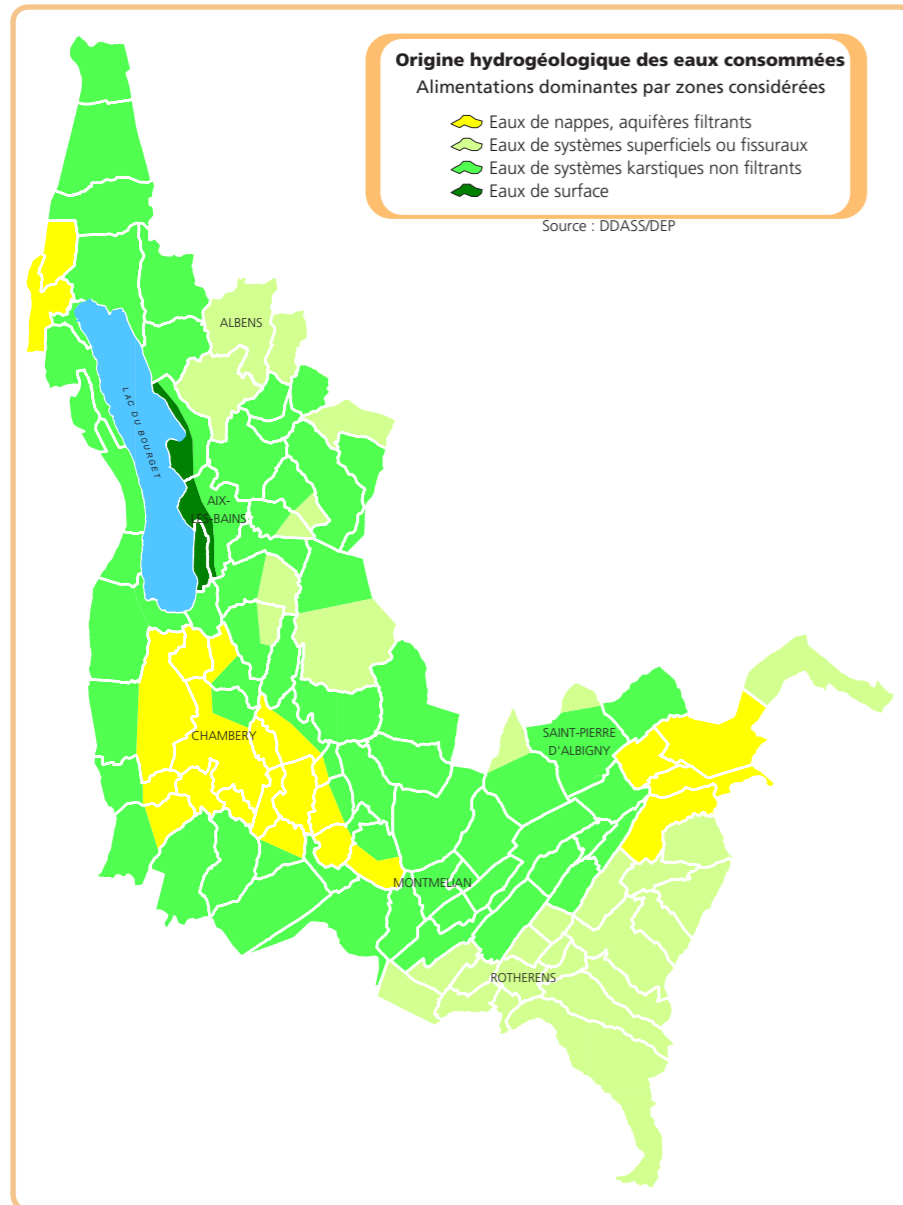 Origine hydrogéologique des eaux consommées
Alimentations dominantes par zones considérées
Eaux de nappes, aquifères filtrants
Eaux de systèmes superficiels ou fissuraux
Eaux de systèmes karstiques non filtrants
Eaux de surface
Source : DDASS/DEP
ALBENS
LAC DU BOURGET
AIX-
LES-BAINS
CHAMBERY
SAINT-PIERRE
D'ALBIGNY
MONTMELIAN
ROTHERENS